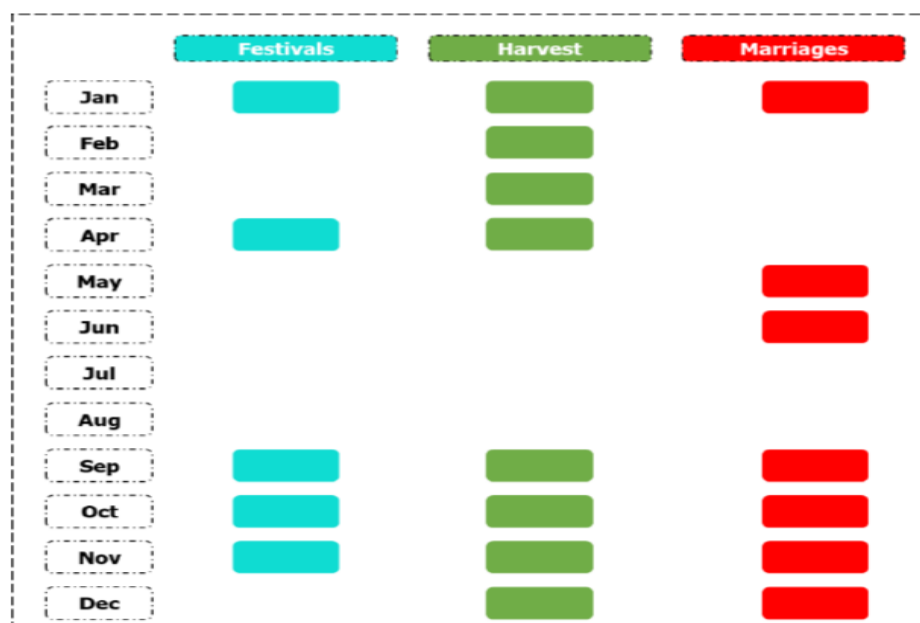 Festivals Harvest Marriages
Jan
Feb
Mar
Apr
May
Jun
Jul
Aug
Sep
Oct
Nov
Dec